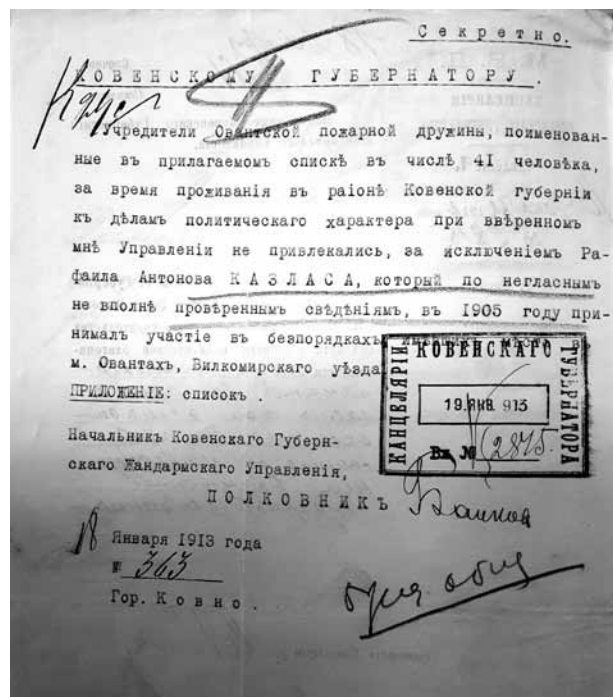 Секретно.
КОВЕНСКОМУ ГУБЕРНАТОРУ.
Учредители Овантской пожарной дружины, поименован-
ные въ прилагаемомъ спискѣ въ числѣ 41 человѣка,
за время проживанія въ раіонѣ Ковенской губерніи
къ дѣламъ политическаго характера при ввѣренномъ
мнѣ Управленіи не привлекались, за исключеніемъ Ра-
фаила Антонова КАЗЛАСА, который по негласнымъ
не вполнѣ провѣреннымъ свѣдѣніямъ, въ 1905 году при-
нималъ участіе въ безпорядкахъ имѣвшихъ мѣсто въ
м. Овантахъ, Вилкомирскаго уѣзда
ПРИЛОЖЕНІЕ: списокъ.
КАНЦЕЛЯРІИ КОВЕНСКАГО ГУБЕРНАТОРА
19.ЯНВ.913
Вх. № 2875
Начальникъ Ковенскаго Губерн-
скаго Жандармскаго Управленія,
ПОЛКОВНИКЪ
18 Января 1913 года
№ 363
Гор. Ковно.